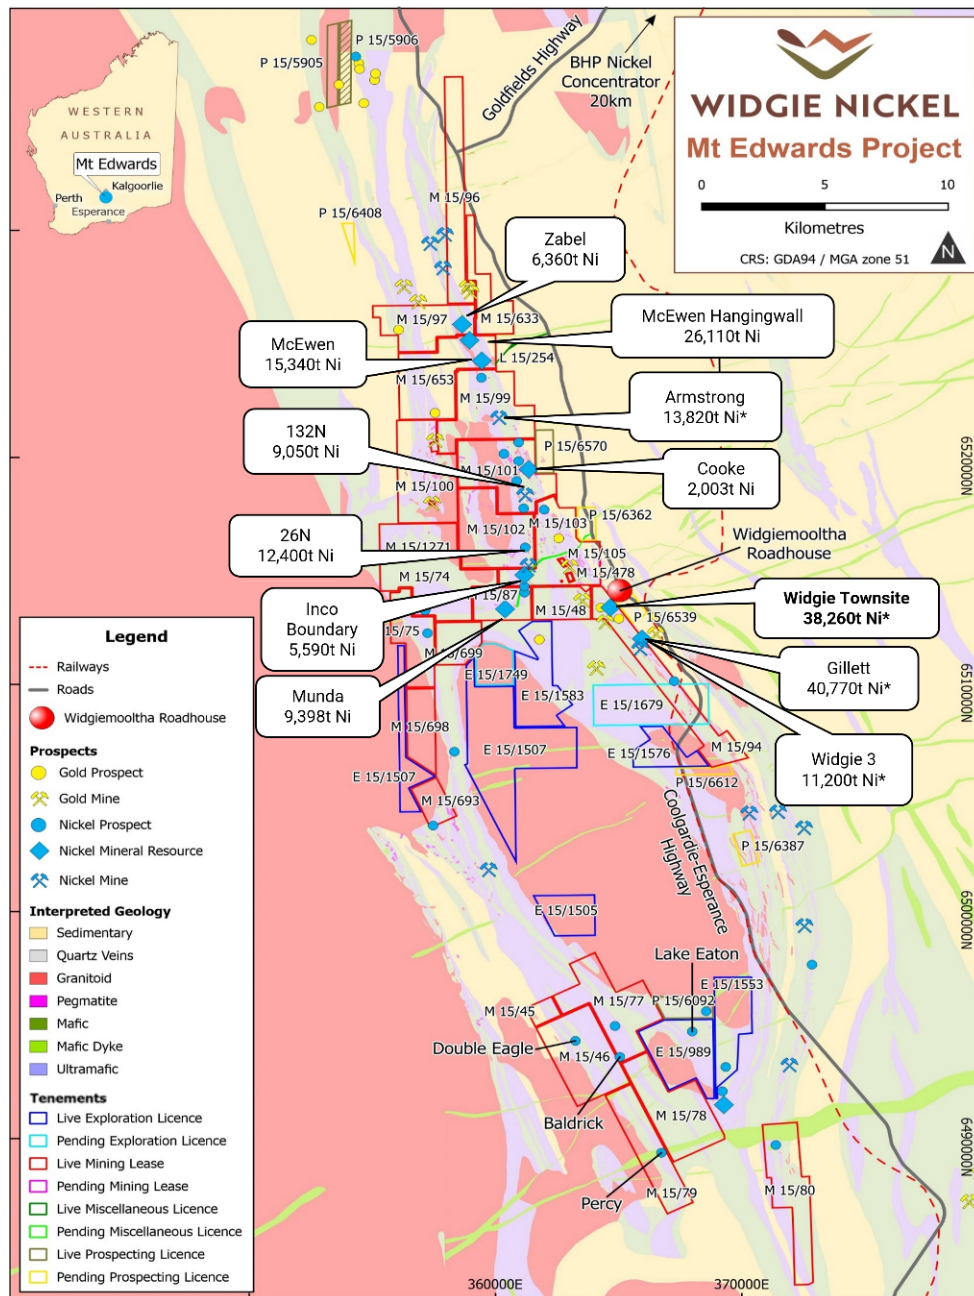 WIDGIE NICKEL
Mt Edwards Project
0 5 10
Kilometres
CRS: GDA94 / MGA zone 51
N
WESTERN
AUSTRALIA
Mt Edwards
Kalgoorlie
Perth
Esperance
P 15/5906
P 15/5905
Goldfields Highway
BHP Nickel
Concentrator
20km
M 15/96
P 15/6408
Zabel
6,360t Ni
M 15/97
M 15/633
McEwen Hangingwall
26,110t Ni
McEwen
15,340t Ni
L 15/254
M 15/653
M 15/99
Armstrong
13,820t Ni*
132N
9,050t Ni
P 15/6570
M 15/101
Cooke
2,003t Ni
M 15/100
M 15/102
M 15/103
P 15/6362
26N
12,400t Ni
M 15/1271
M 15/105
Widgiemooltha
Roadhouse
M 15/74
M 15/478
M 15/87
M 15/48
Inco
Boundary
5,590t Ni
Widgie Townsite
38,260t Ni*
P 15/6539
15/75
M 15/699
Gillett
40,770t Ni*
Munda
9,398t Ni
E 15/1749
E 15/1583
E 15/1679
M 15/698
E 15/1507
E 15/1576
M 15/94
Widgie 3
11,200t Ni*
E 15/1507
P 15/6612
M 15/693
Coolgardie-Esperance
Highway
P 15/6387
E 15/1505
Lake Eaton
E 15/1553
M 15/77
P 15/6092
M 15/45
Double Eagle
M 15/46
E 15/989
Baldrick
M 15/78
Percy
M 15/79
M 15/80
6520000N
6510000N
6500000N
6490000N
360000E
370000E
Legend
Railways
Roads
Widgiemooltha Roadhouse
Prospects
Gold Prospect
Gold Mine
Nickel Prospect
Nickel Mineral Resource
Nickel Mine
Interpreted Geology
Sedimentary
Quartz Veins
Granitoid
Pegmatite
Mafic
Mafic Dyke
Ultramafic
Tenements
Live Exploration Licence
Pending Exploration Licence
Live Mining Lease
Pending Mining Lease
Live Miscellaneous Licence
Pending Miscellaneous Licence
Live Prospecting Licence
Pending Prospecting Licence